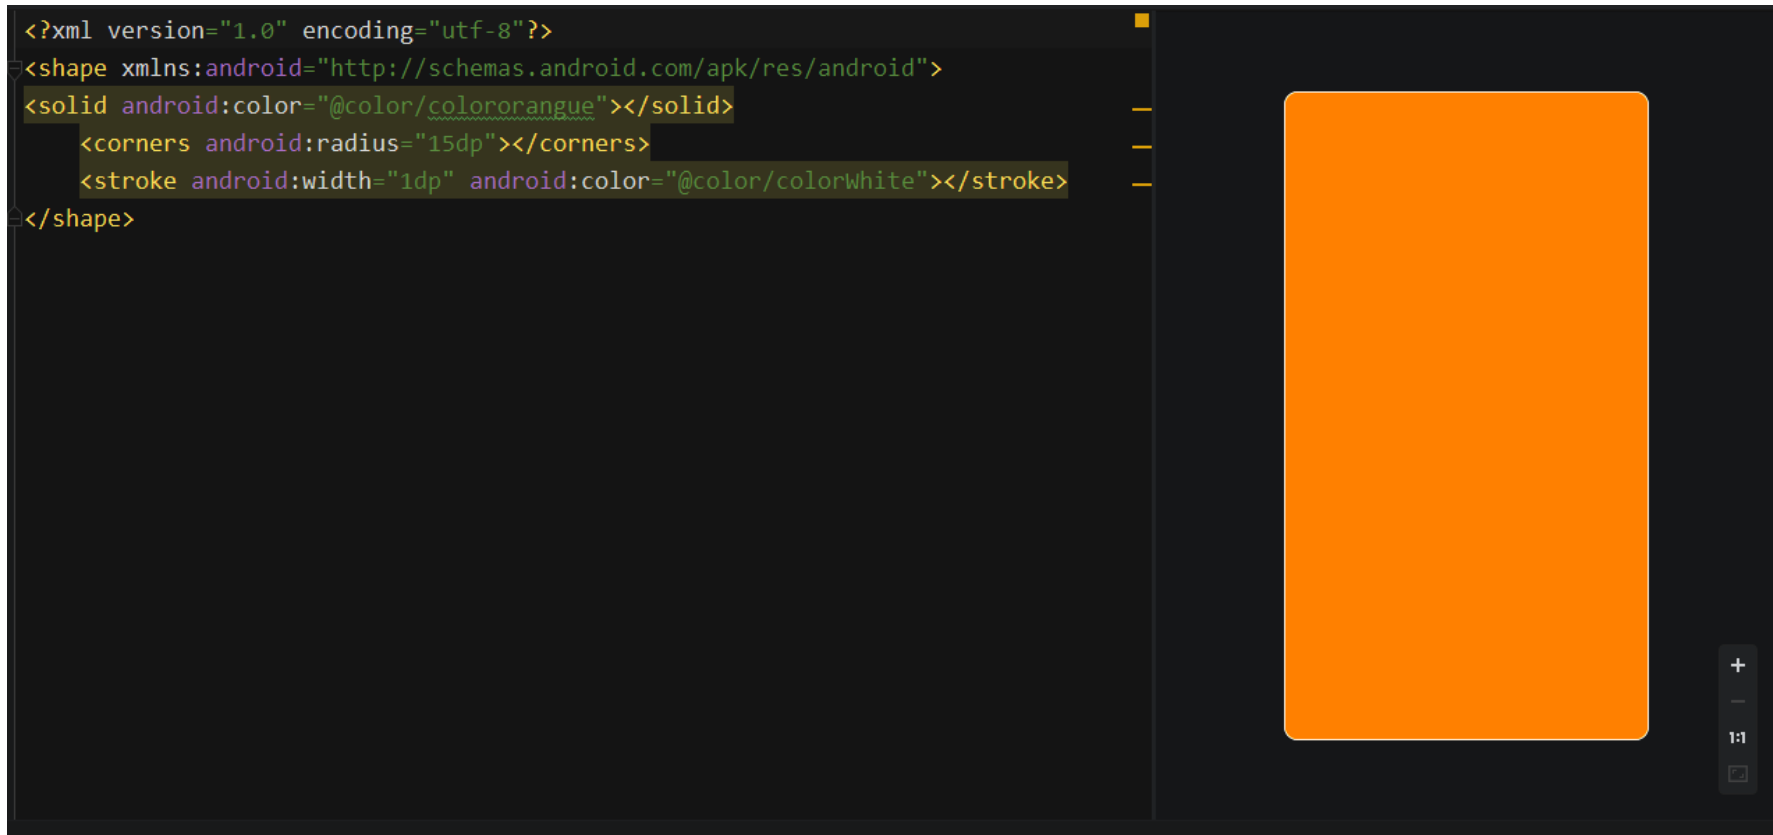 <?xml version="1.0" encoding="utf-8"?>
<shape xmlns:android="http://schemas.android.com/apk/res/android">
<solid android:color="@color/colororangue"></solid>
<corners android:radius="15dp"></corners>
<stroke android:width="1dp" android:color="@color/colorWhite"></stroke>
</shape>
+
−
1:1